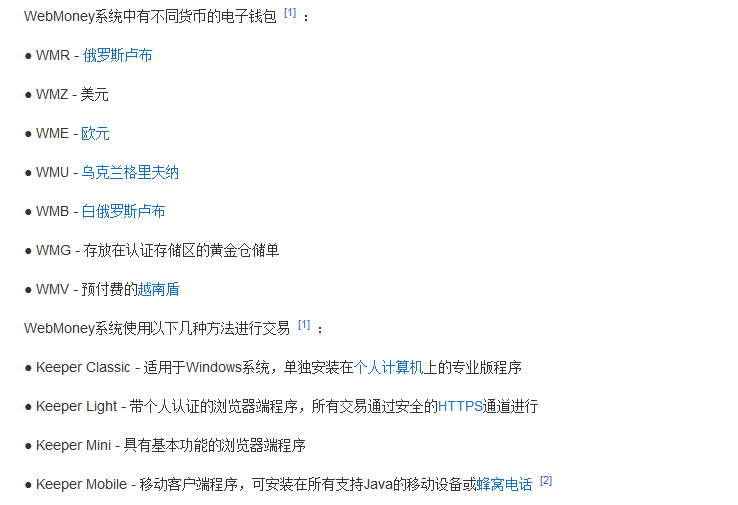 WebMoney系统中有不同货币的电子钱包 [1] ：
● WMR - 俄罗斯卢布
● WMZ - 美元
● WME - 欧元
● WMU - 乌克兰格里夫纳
● WMB - 白俄罗斯卢布
● WMG - 存放在认证存储区的黄金仓储单
● WMV - 预付费的越南盾
WebMoney系统使用以下几种方法进行交易 [1] ：
● Keeper Classic - 适用于Windows系统，单独安装在个人计算机上的专业版程序
● Keeper Light - 带个人认证的浏览器端程序，所有交易通过安全的HTTPS通道进行
● Keeper Mini - 具有基本功能的浏览器端程序
● Keeper Mobile - 移动客户端程序，可安装在所有支持Java的移动设备或蜂窝电话 [2]